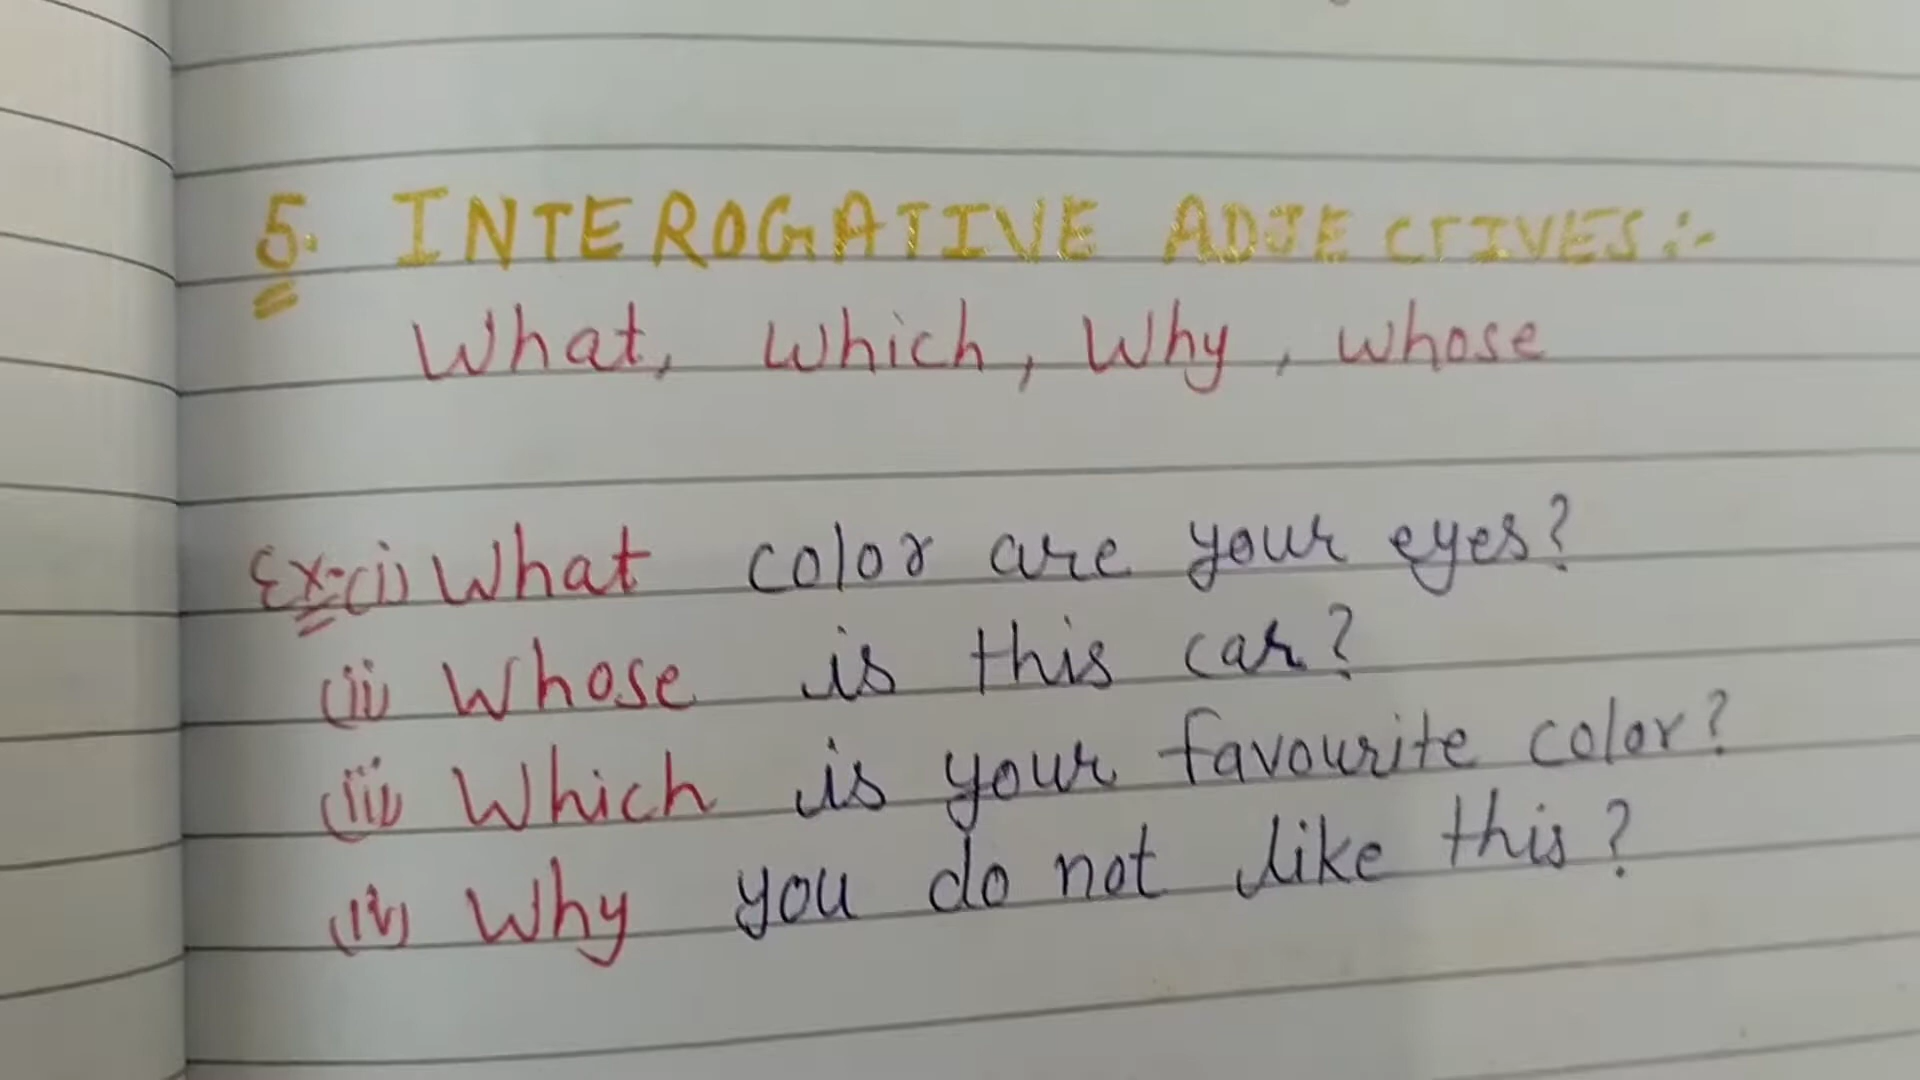 5. INTEROGATIVE ADJECTIVES:-
What, Which, Why, Whose
Ex-(i) What color are your eyes?
(ii) Whose is this car?
(iii) Which is your favourite color?
(iv) Why you do not like this?